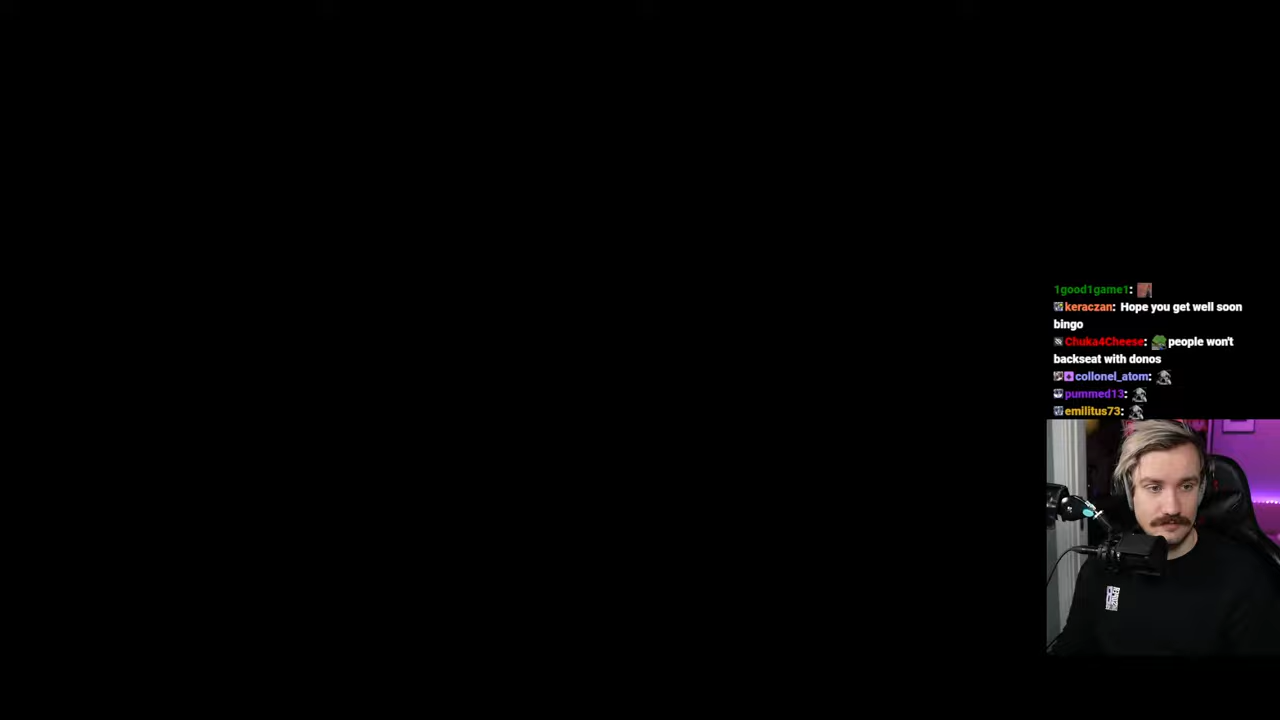 1good1game1:
keraczan: Hope you get well soon
bingo
Chuka4Cheese: people won't
backseat with donos
collonel_atom:
pummed13:
emilitus73: